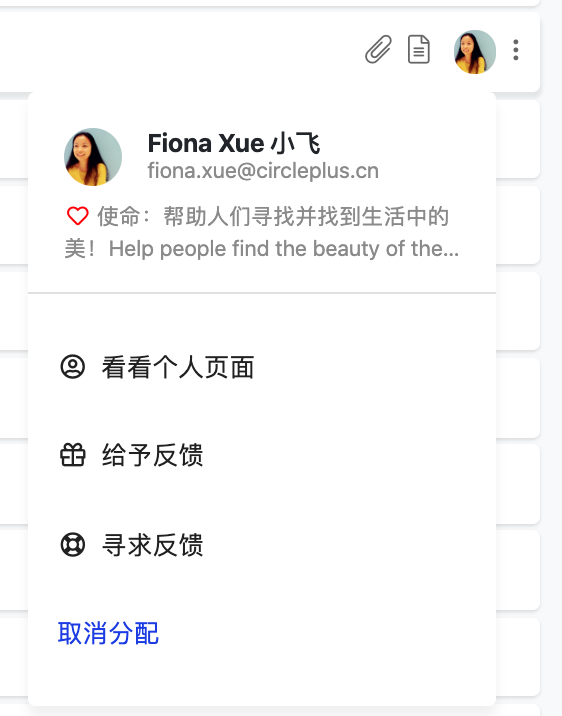 Fiona Xue 小飞
fiona.xue@circleplus.cn
使命：帮助人们寻找并找到生活中的
美！Help people find the beauty of the...
看看个人页面
给予反馈
寻求反馈
取消分配